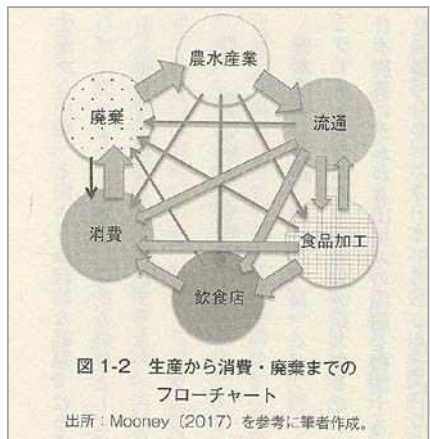 農水産業
流通
食品加工
飲食店
消費
廃棄
図 1-2 生産から消費・廃棄までの
フローチャート
出所:Mooney(2017)を参考に筆者作成。